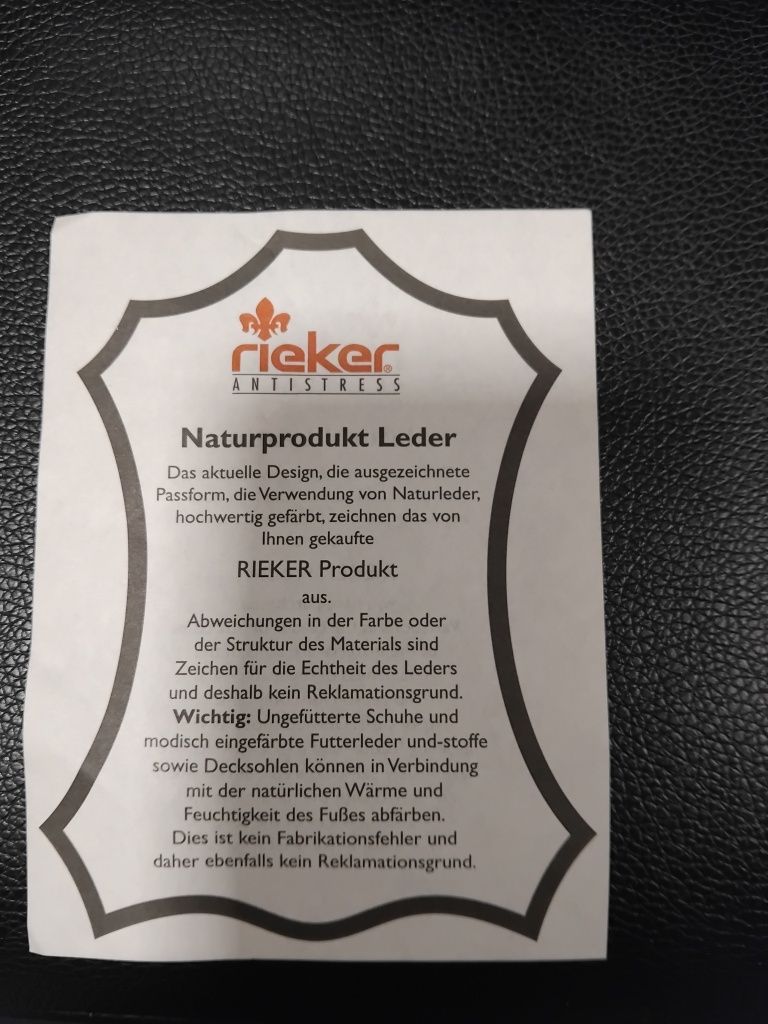 rieker®
ANTISTRESS
Naturprodukt Leder
Das aktuelle Design, die ausgezeichnete
Passform, die Verwendung von Naturleder,
hochwertig gefärbt, zeichnen das von
Ihnen gekaufte
RIEKER Produkt
aus.
Abweichungen in der Farbe oder
der Struktur des Materials sind
Zeichen für die Echtheit des Leders
und deshalb kein Reklamationsgrund.
Wichtig: Ungefütterte Schuhe und
modisch eingefärbte Futterleder und-stoffe
sowie Decksohlen können in Verbindung
mit der natürlichen Wärme und
Feuchtigkeit des Fußes abfärben.
Dies ist kein Fabrikationsfehler und
daher ebenfalls kein Reklamationsgrund.